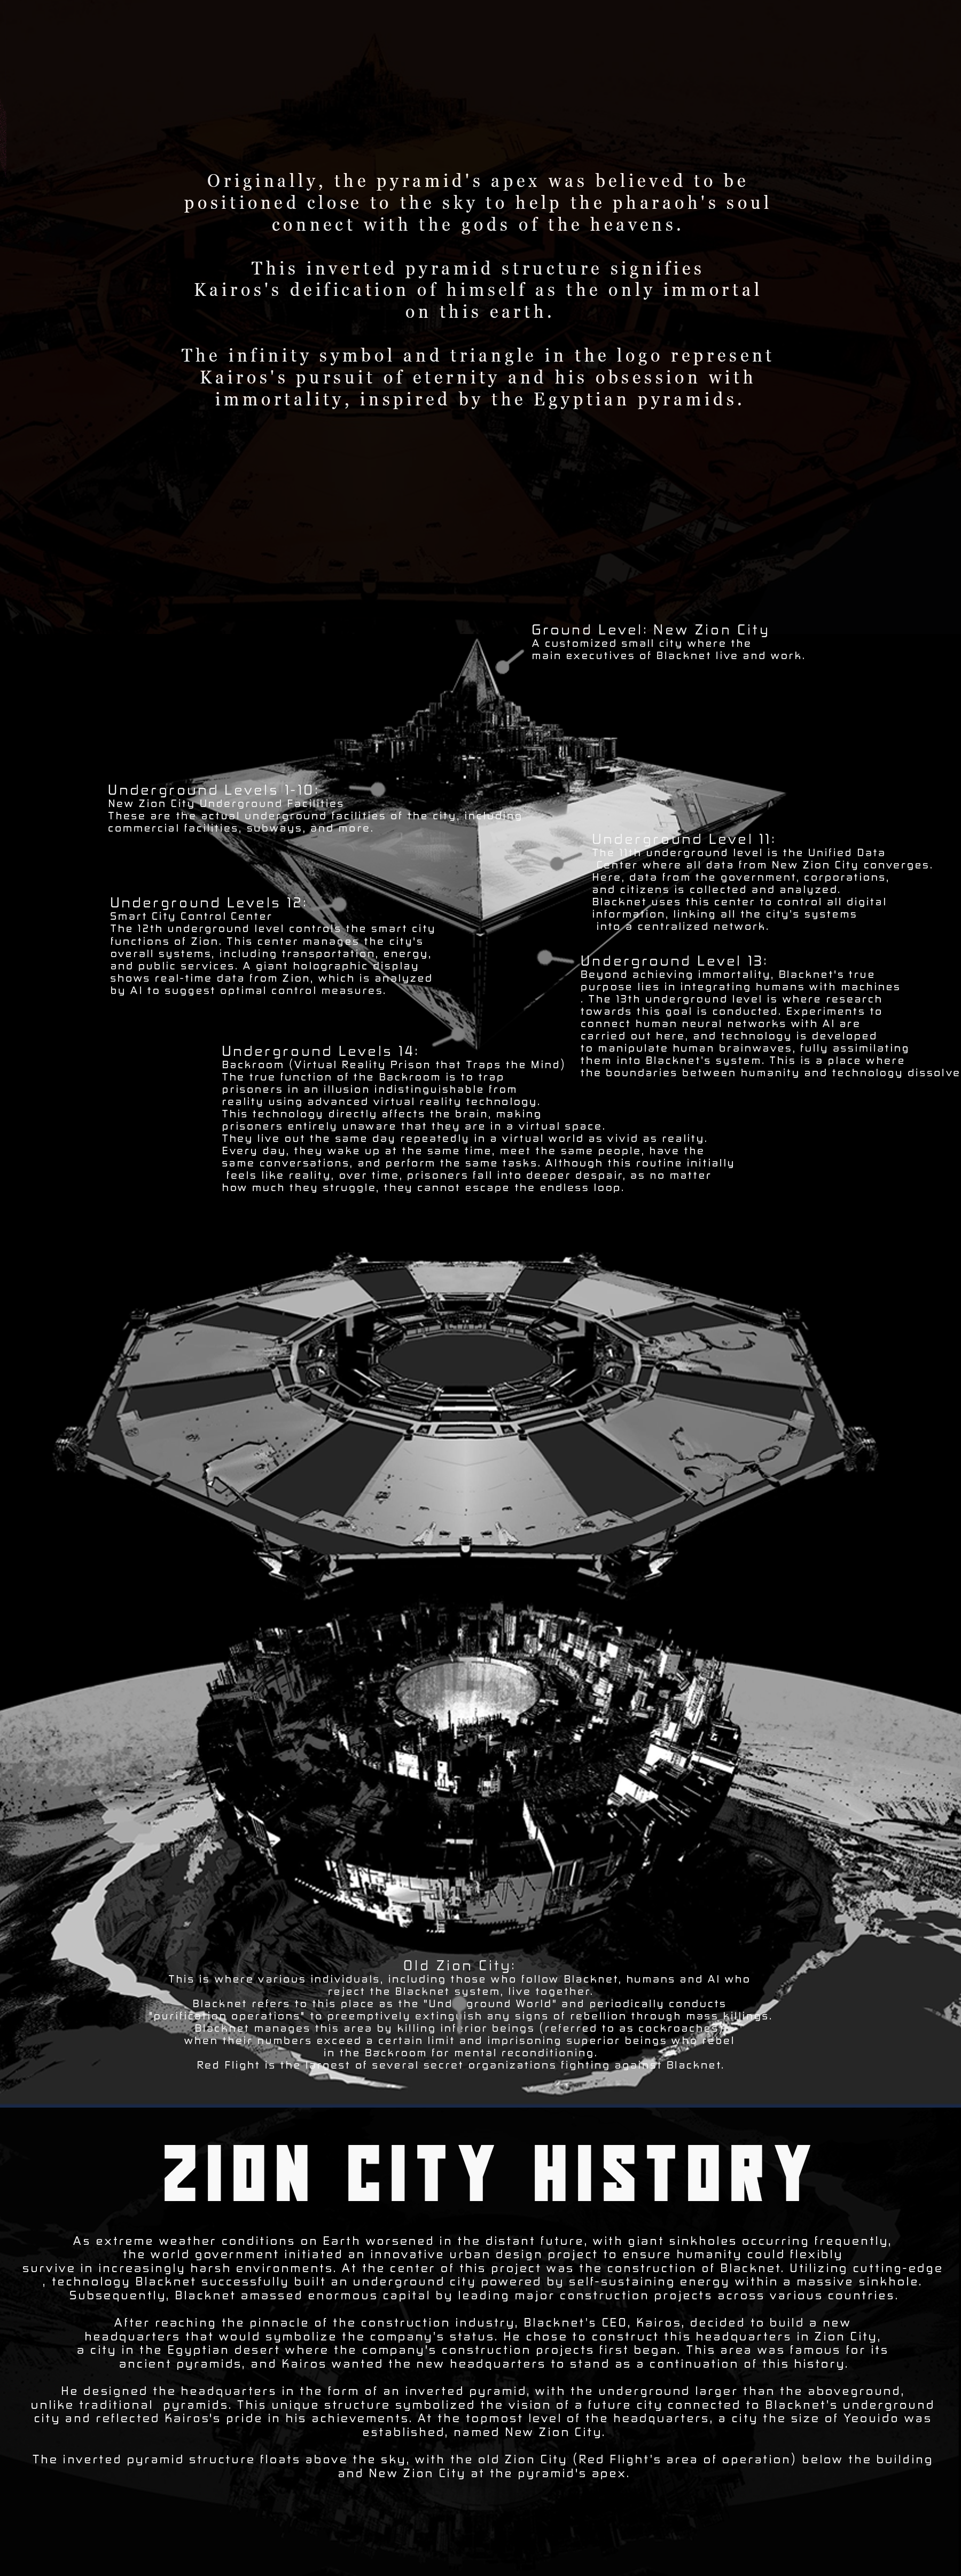 Originally, the pyramid's apex was believed to be
positioned close to the sky to help the pharaoh's soul
connect with the gods of the heavens.
This inverted pyramid structure signifies
Kairos's deification of himself as the only immortal
on this earth.
The infinity symbol and triangle in the logo represent
Kairos's pursuit of eternity and his obsession with
immortality, inspired by the Egyptian pyramids.
Ground Level: New Zion City
A customized small city where the
main executives of Blacknet live and work.
Underground Levels 1-10:
New Zion City Underground Facilities
These are the actual underground facilities of the city, including
commercial facilities, subways, and more.
Underground Level 11:
The 11th underground level is the Unified Data
Center where all data from New Zion City converges.
Here, data from the government, corporations,
and citizens is collected and analyzed.
Blacknet uses this center to control all digital
information, linking all the city's systems
into a centralized network.
Underground Levels 12:
Smart City Control Center
The 12th underground level controls the smart city
functions of Zion. This center manages the city's
overall systems, including transportation, energy,
and public services. A giant holographic display
shows real-time data from Zion, which is analyzed
by AI to suggest optimal control measures.
Underground Level 13:
Beyond achieving immortality, Blacknet's true
purpose lies in integrating humans with machines
. The 13th underground level is where research
towards this goal is conducted. Experiments to
connect human neural networks with AI are
carried out here, and technology is developed
to manipulate human brainwaves, fully assimilating
them into Blacknet's system. This is a place where
the boundaries between humanity and technology dissolve
Underground Levels 14:
Backroom (Virtual Reality Prison that Traps the Mind)
The true function of the Backroom is to trap
prisoners in an illusion indistinguishable from
reality using advanced virtual reality technology.
This technology directly affects the brain, making
prisoners entirely unaware that they are in a virtual space.
They live out the same day repeatedly in a virtual world as vivid as reality.
Every day, they wake up at the same time, meet the same people, have the
same conversations, and perform the same tasks. Although this routine initially
feels like reality, over time, prisoners fall into deeper despair, as no matter
how much they struggle, they cannot escape the endless loop.
Old Zion City:
This is where various individuals, including those who follow Blacknet, humans and AI who
reject the Blacknet system, live together.
Blacknet refers to this place as the "Underground World" and periodically conducts
"purification operations" to preemptively extinguish any signs of rebellion through mass killings.
Blacknet manages this area by killing inferior beings (referred to as cockroaches)
when their numbers exceed a certain limit and imprisoning superior beings who rebel
in the Backroom for mental reconditioning.
Red Flight is the largest of several secret organizations fighting against Blacknet.
ZION CITY HISTORY
As extreme weather conditions on Earth worsened in the distant future, with giant sinkholes occurring frequently,
the world government initiated an innovative urban design project to ensure humanity could flexibly
survive in increasingly harsh environments. At the center of this project was the construction of Blacknet. Utilizing cutting-edge
, technology Blacknet successfully built an underground city powered by self-sustaining energy within a massive sinkhole.
Subsequently, Blacknet amassed enormous capital by leading major construction projects across various countries.
After reaching the pinnacle of the construction industry, Blacknet's CEO, Kairos, decided to build a new
headquarters that would symbolize the company's status. He chose to construct this headquarters in Zion City,
a city in the Egyptian desert where the company's construction projects first began. This area was famous for its
ancient pyramids, and Kairos wanted the new headquarters to stand as a continuation of this history.
He designed the headquarters in the form of an inverted pyramid, with the underground larger than the aboveground,
unlike traditional pyramids. This unique structure symbolized the vision of a future city connected to Blacknet's underground
city and reflected Kairos's pride in his achievements. At the topmost level of the headquarters, a city the size of Yeouido was
established, named New Zion City.
The inverted pyramid structure floats above the sky, with the old Zion City (Red Flight's area of operation) below the building
and New Zion City at the pyramid's apex.